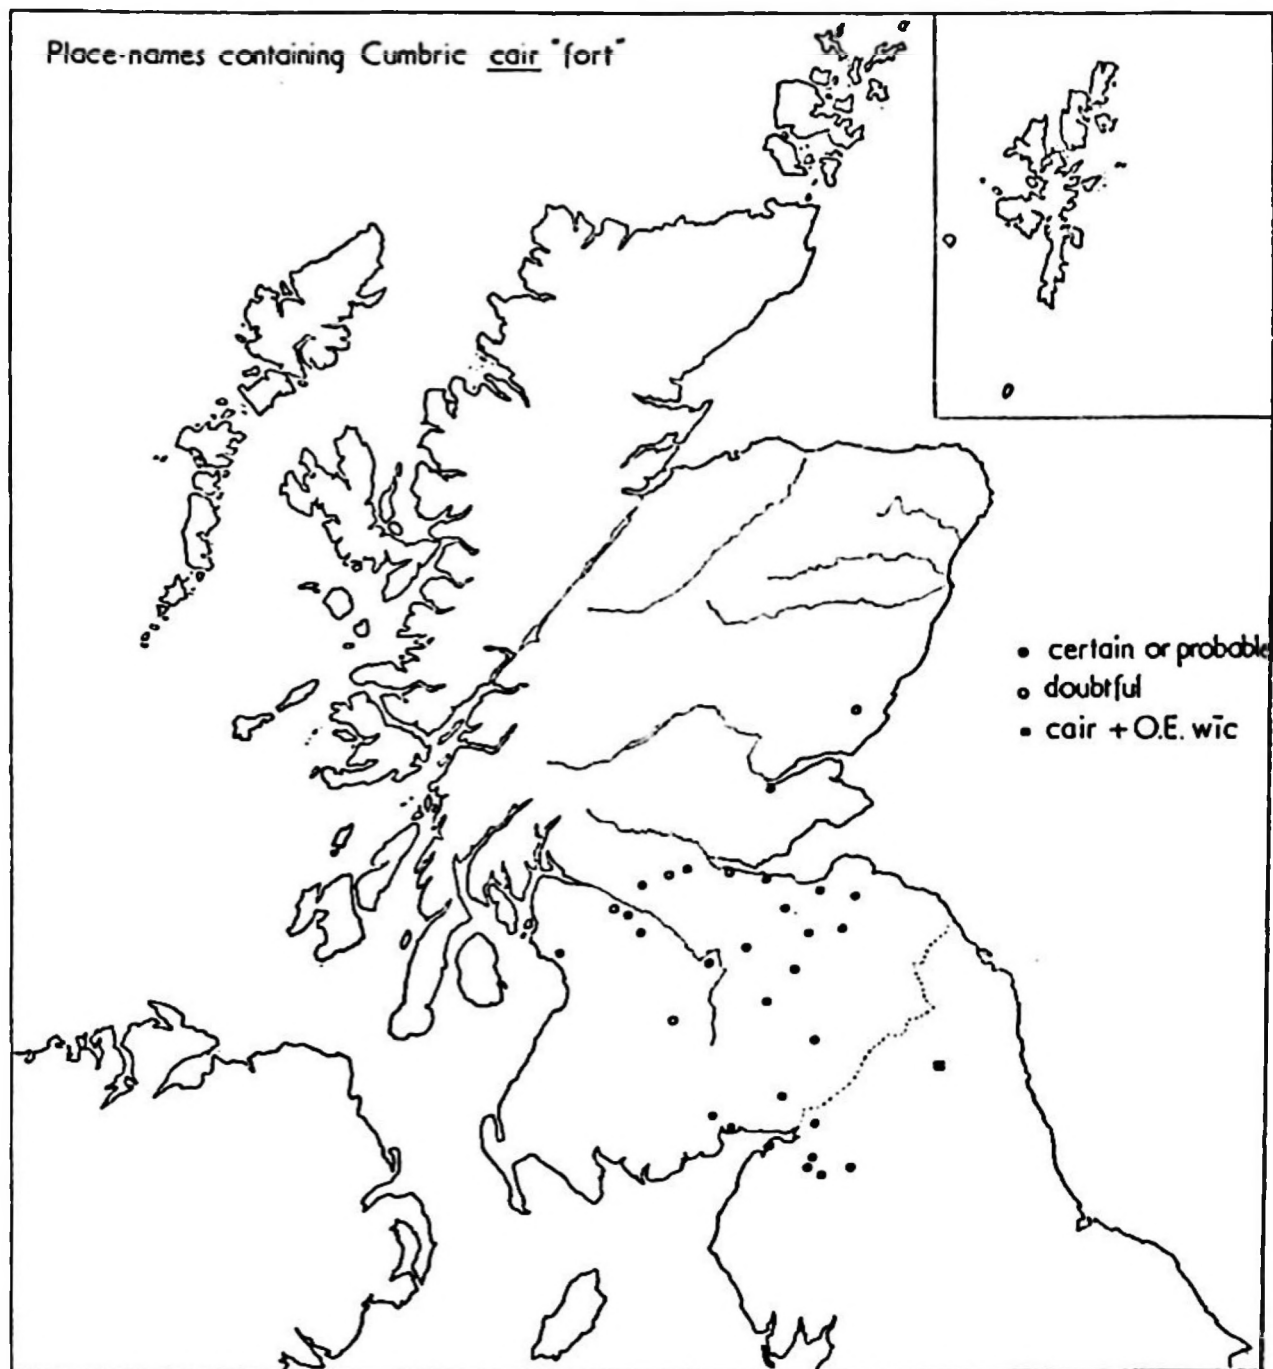 Place-names containing Cumbric cair "fort"
certain or probable
doubtful
cair + O.E. wīc